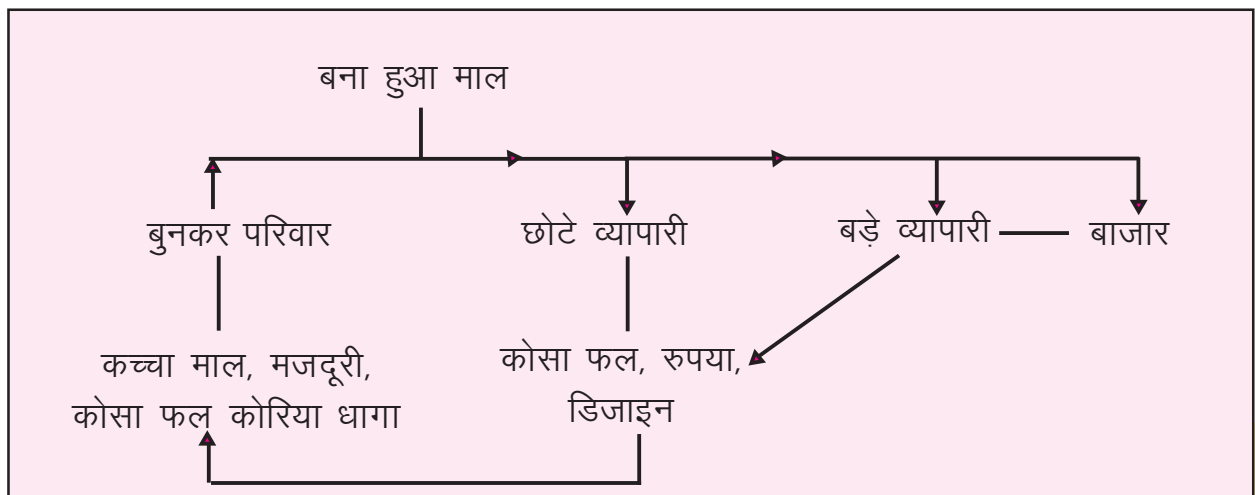 बना हुआ माल
बुनकर परिवार
छोटे व्यापारी
बड़े व्यापारी
बाजार
कच्चा माल, मजदूरी,
कोसा फल कोरिया धागा
कोसा फल, रुपया,
डिजाइन